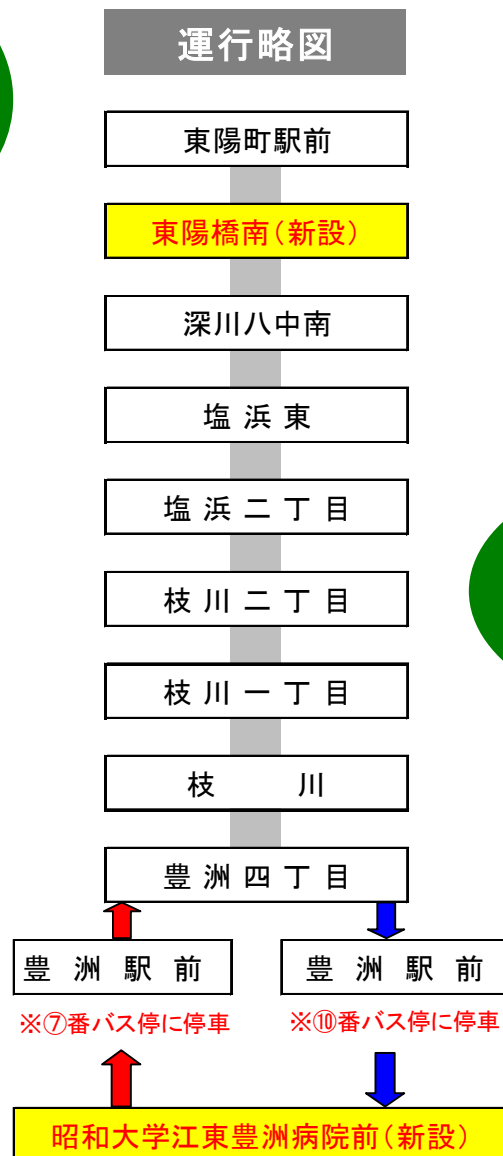 運行略図
東陽町駅前
東陽橋南(新設)
深川八中南
塩浜東
塩浜二丁目
枝川二丁目
枝川一丁目
枝川
豊洲四丁目
豊洲駅前
※⑦番バス停に停車
豊洲駅前
※⑩番バス停に停車
昭和大学江東豊洲病院前(新設)